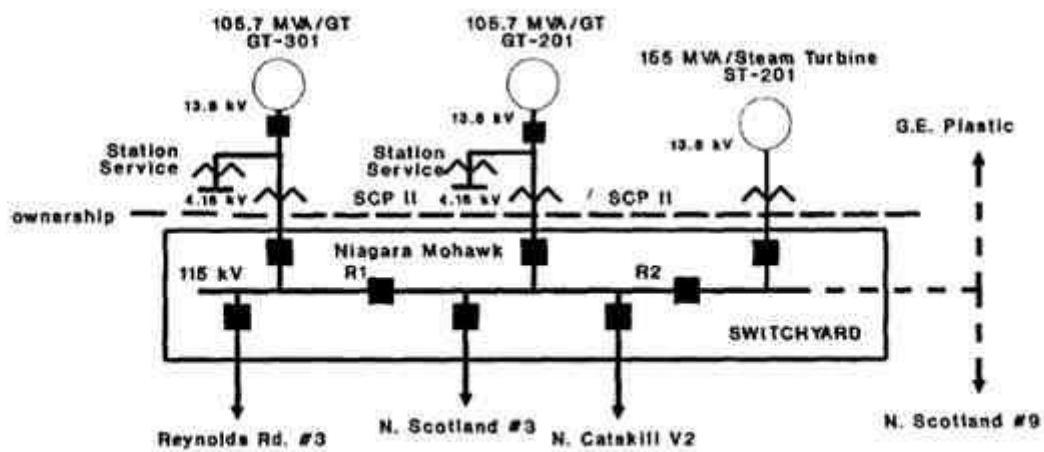 105.7 MVA/GT
GT-301
105.7 MVA/GT
GT-201
155 MVA/Steam Turbine
ST-201
13.8 kV
13.8 kV
13.8 kV
G.E. Plastic
Station
Service
Station
Service
4.16 kV
SCP II
4.16 kV
/ SCP II
ownership
Niagara Mohawk
115 kV
R1
R2
SWITCHYARD
Reynolds Rd. #3
N. Scotland #3
N. Catskill V2
N. Scotland #9